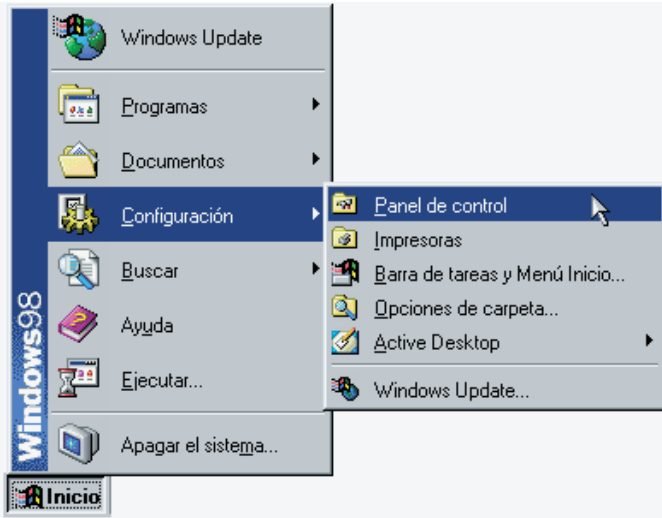 Windows Update
Programas
Documentos
Configuración
Buscar
Ayuda
Ejecutar...
Apagar el sistema...
Windows98
Inicio
Panel de control
Impresoras
Barra de tareas y Menú Inicio...
Opciones de carpeta...
Active Desktop
Windows Update...